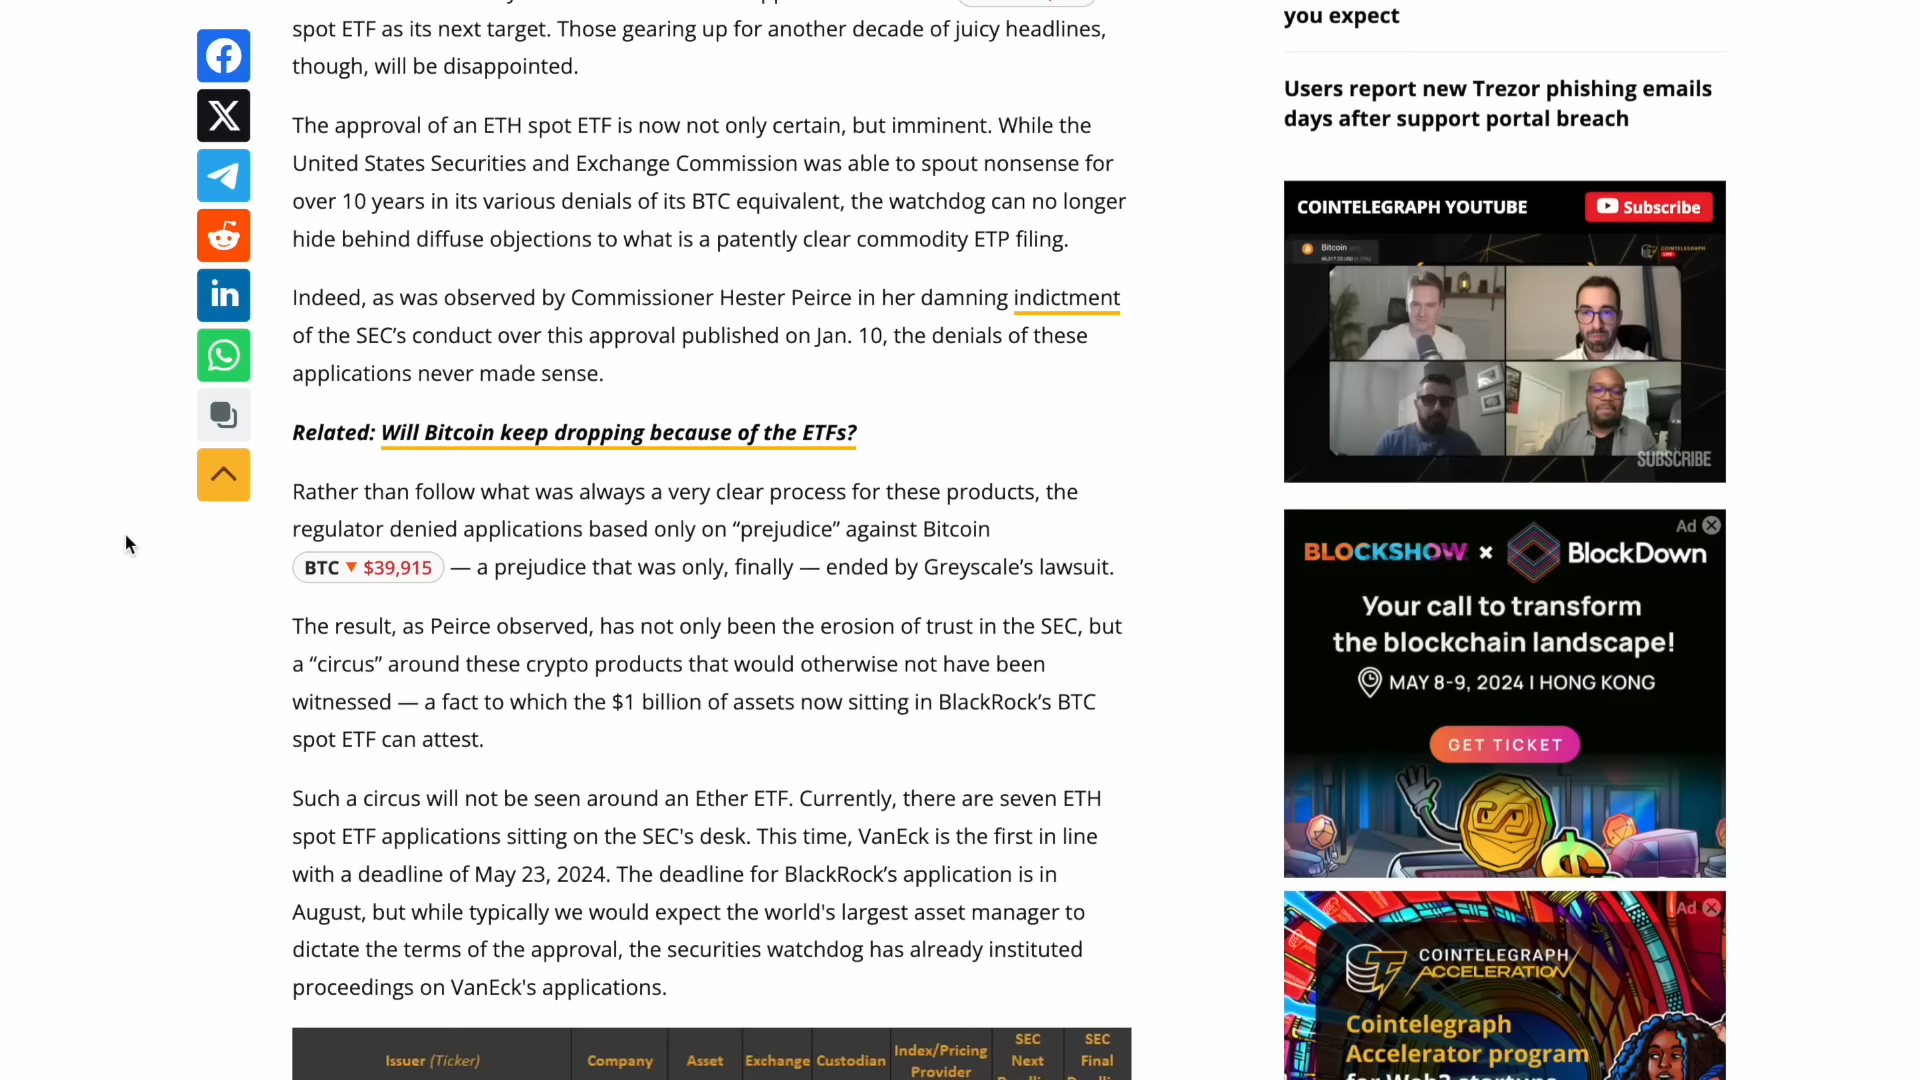 spot ETF as its next target. Those gearing up for another decade of juicy headlines,
though, will be disappointed.
The approval of an ETH spot ETF is now not only certain, but imminent. While the
United States Securities and Exchange Commission was able to spout nonsense for
over 10 years in its various denials of its BTC equivalent, the watchdog can no longer
hide behind diffuse objections to what is a patently clear commodity ETP filing.
Indeed, as was observed by Commissioner Hester Peirce in her damning indictment
of the SEC’s conduct over this approval published on Jan. 10, the denials of these
applications never made sense.
Related: Will Bitcoin keep dropping because of the ETFs?
Rather than follow what was always a very clear process for these products, the
regulator denied applications based only on “prejudice” against Bitcoin
BTC ▼ $39,915 — a prejudice that was only, finally — ended by Greyscale’s lawsuit.
The result, as Peirce observed, has not only been the erosion of trust in the SEC, but
a “circus” around these crypto products that would otherwise not have been
witnessed — a fact to which the $1 billion of assets now sitting in BlackRock’s BTC
spot ETF can attest.
Such a circus will not be seen around an Ether ETF. Currently, there are seven ETH
spot ETF applications sitting on the SEC's desk. This time, VanEck is the first in line
with a deadline of May 23, 2024. The deadline for BlackRock’s application is in
August, but while typically we would expect the world's largest asset manager to
dictate the terms of the approval, the securities watchdog has already instituted
proceedings on VanEck's applications.
Issuer (Ticker) Company Asset Exchange Custodian Index/Pricing Provider SEC Next SEC Final
you expect
Users report new Trezor phishing emails
days after support portal breach
COINTELEGRAPH YOUTUBE Subscribe
Bitcoin
COINTELEGRAPH
LIVE
SUBSCRIBE
Ad
BLOCKSHOW × BlockDown
Your call to transform
the blockchain landscape!
MAY 8-9, 2024 I HONG KONG
GET TICKET
Ad
COINTELEGRAPH
ACCELERATION
Cointelegraph
Accelerator program
for Web3 startups